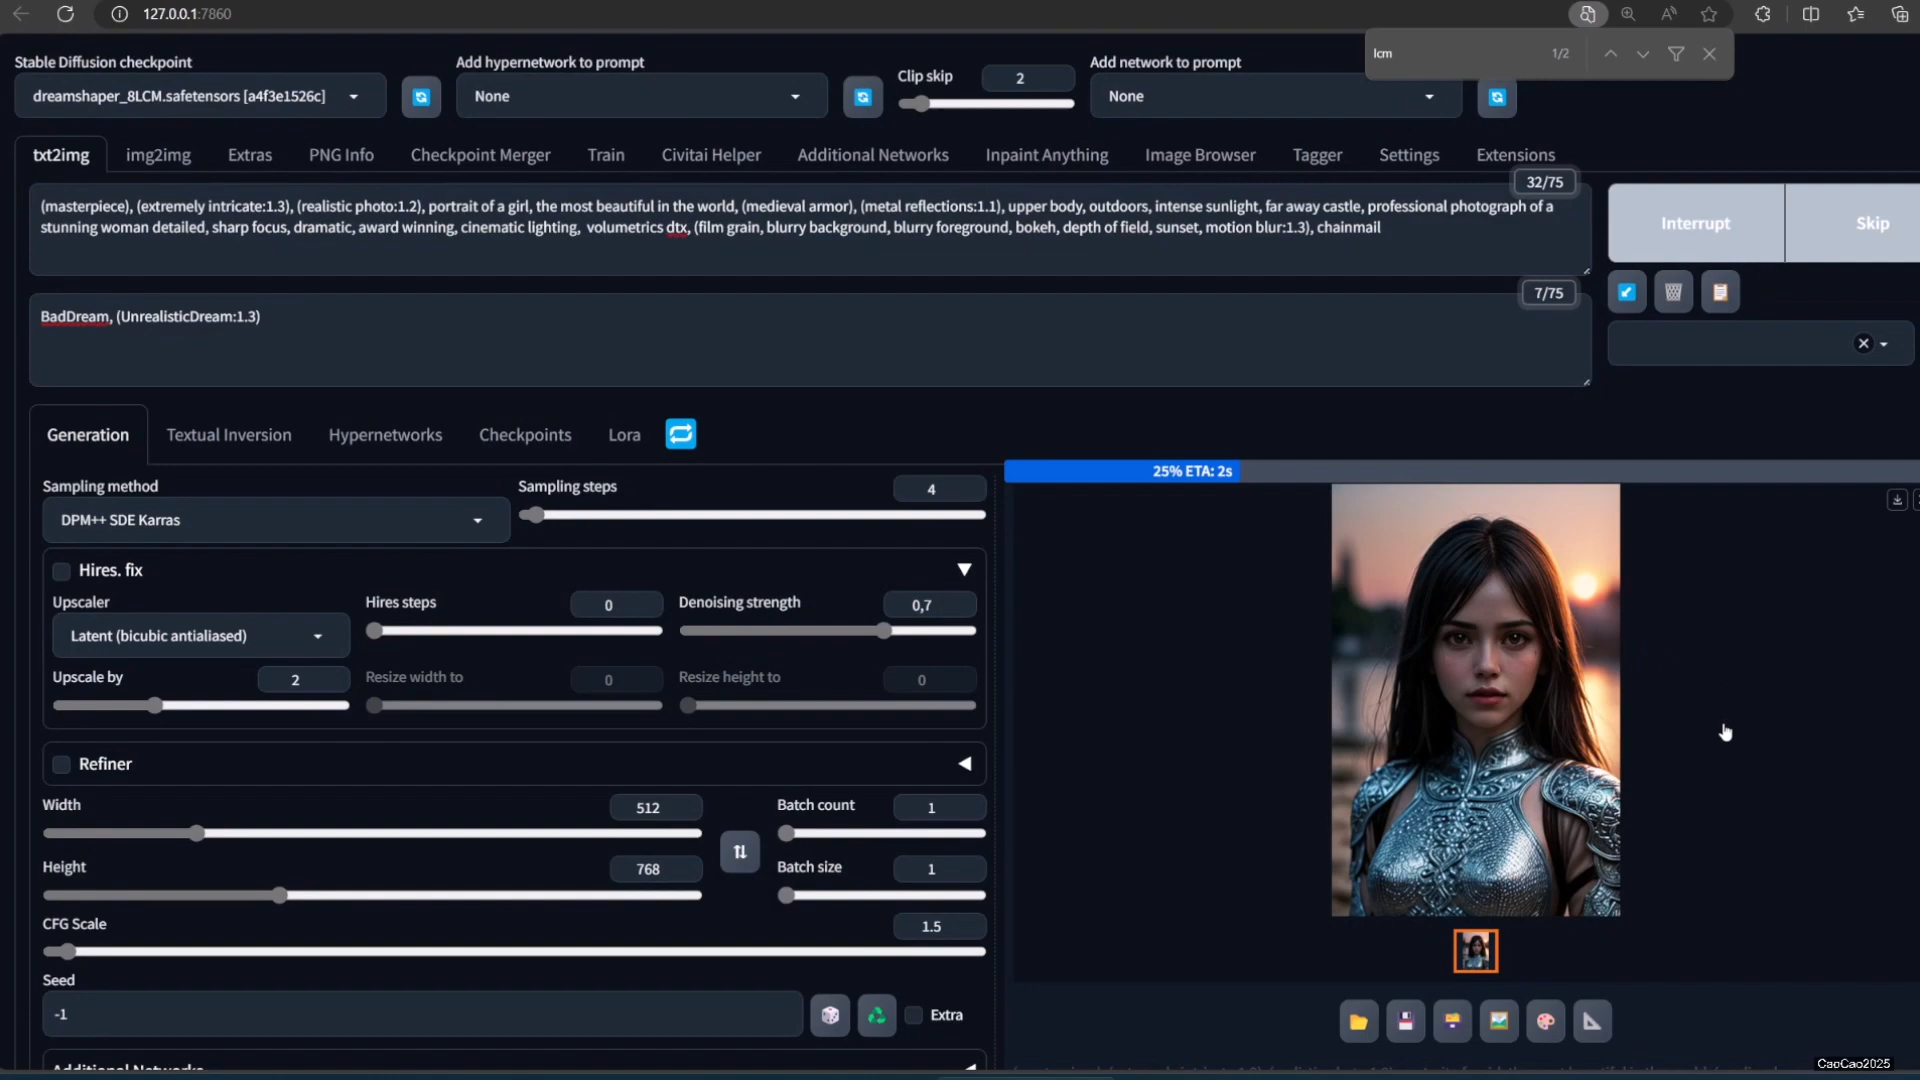 127.0.0.1:7860
lcm 1/2
Stable Diffusion checkpoint
Add hypernetwork to prompt
Clip skip
2
Add network to prompt
dreamshaper_8LCM.safetensors [a4f3e1526c]
None
None
txt2img img2img Extras PNG Info Checkpoint Merger Train Civitai Helper Additional Networks Inpaint Anything Image Browser Tagger Settings Extensions
32/75
(masterpiece), (extremely intricate:1.3), (realistic photo:1.2), portrait of a girl, the most beautiful in the world, (medieval armor), (metal reflections:1.1), upper body, outdoors, intense sunlight, far away castle, professional photograph of a
stunning woman detailed, sharp focus, dramatic, award winning, cinematic lighting, volumetrics dtx, (film grain, blurry background, blurry foreground, bokeh, depth of field, sunset, motion blur:1.3), chainmail
Interrupt Skip
7/75
BadDream, (UnrealisticDream:1.3)
Generation Textual Inversion Hypernetworks Checkpoints Lora
25% ETA: 2s
Sampling method
DPM++ SDE Karras
Sampling steps 4
Hires. fix
Upscaler
Latent (bicubic antialiased)
Hires steps 0
Denoising strength 0,7
Upscale by 2
Resize width to 0
Resize height to 0
Refiner
Width 512
Batch count 1
Height 768
Batch size 1
CFG Scale 1.5
Seed
-1
Extra
Additional Networks
CaoCao2025